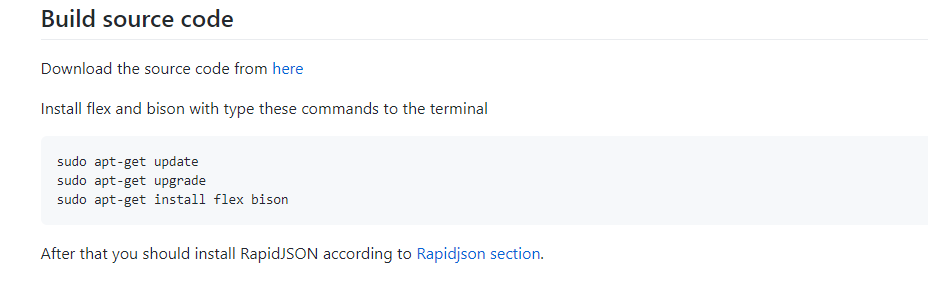 Build source code
Download the source code from here
Install flex and bison with type these commands to the terminal
sudo apt-get update
sudo apt-get upgrade
sudo apt-get install flex bison
After that you should install RapidJSON according to Rapidjson section.